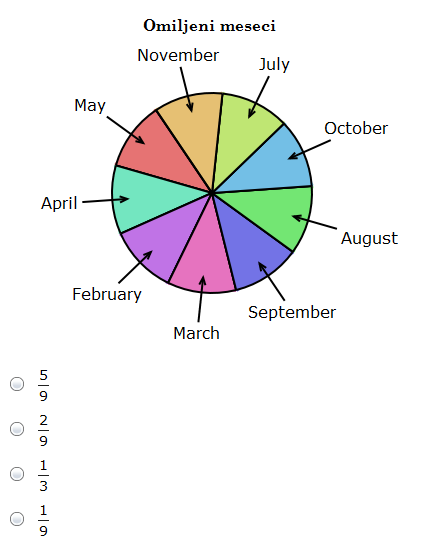 Omiljeni meseci
November
July
May
October
April
August
February
September
March
5/9
2/9
1/3
1/9